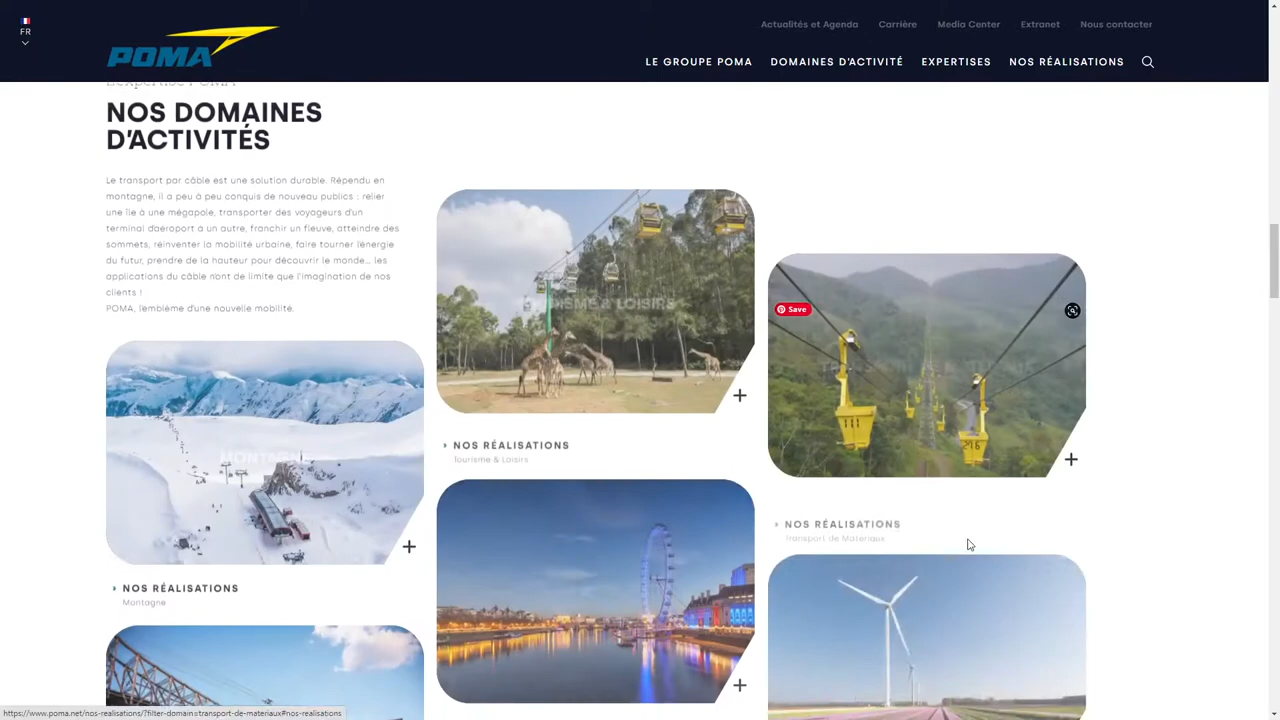 FR
POMA
Actualités et Agenda
Carrière
Media Center
Extranet
Nous contacter
LE GROUPE POMA
DOMAINES D'ACTIVITÉ
EXPERTISES
NOS RÉALISATIONS
L'expertise POMA
NOS DOMAINES
D'ACTIVITÉS
Le transport par câble est une solution durable. Répendu en
montagne, il a peu à peu conquis de nouveau publics : relier
une île à une mégapole, transporter des voyageurs d'un
terminal d'aéroport à un autre, franchir un fleuve, atteindre des
sommets, réinventer la mobilité urbaine, faire tourner l'énergie
du futur, prendre de la hauteur pour découvrir le monde... les
applications du câble n'ont de limite que l'imagination de nos
clients !
POMA, l'emblème d'une nouvelle mobilité.
TOURISME & LOISIRS
Save
216
MONTAGNE
NOS RÉALISATIONS
Tourisme & Loisirs
NOS RÉALISATIONS
Transport de Matériaux
NOS RÉALISATIONS
Montagne
https://www.poma.net/nos-realisations/?filter-domain=transport-de-materiaux#nos-realisations